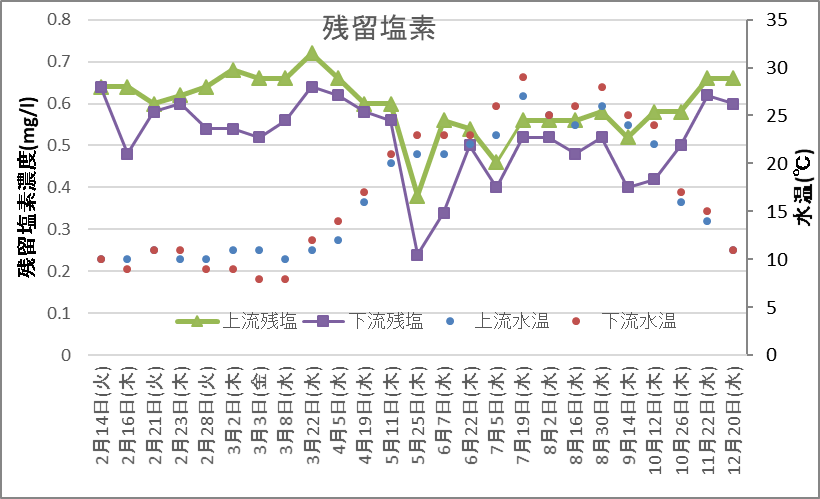 残留塩素
残留塩素濃度(mg/l)
0.8
0.7
0.6
0.5
0.4
0.3
0.2
0.1
0
35
30
25
20
15
10
5
0
水温(℃)
上流残塩 下流残塩 上流水温 下流水温
2月14日(火)
2月16日(木)
2月21日(火)
2月23日(木)
2月28日(火)
3月2日(木)
3月3日(金)
3月8日(水)
3月22日(水)
4月5日(水)
4月19日(水)
5月11日(木)
5月25日(木)
6月7日(水)
6月22日(木)
7月5日(水)
7月19日(水)
8月2日(水)
8月16日(水)
8月30日(水)
9月14日(木)
10月12日(木)
10月26日(木)
11月22日(水)
12月20日(水)